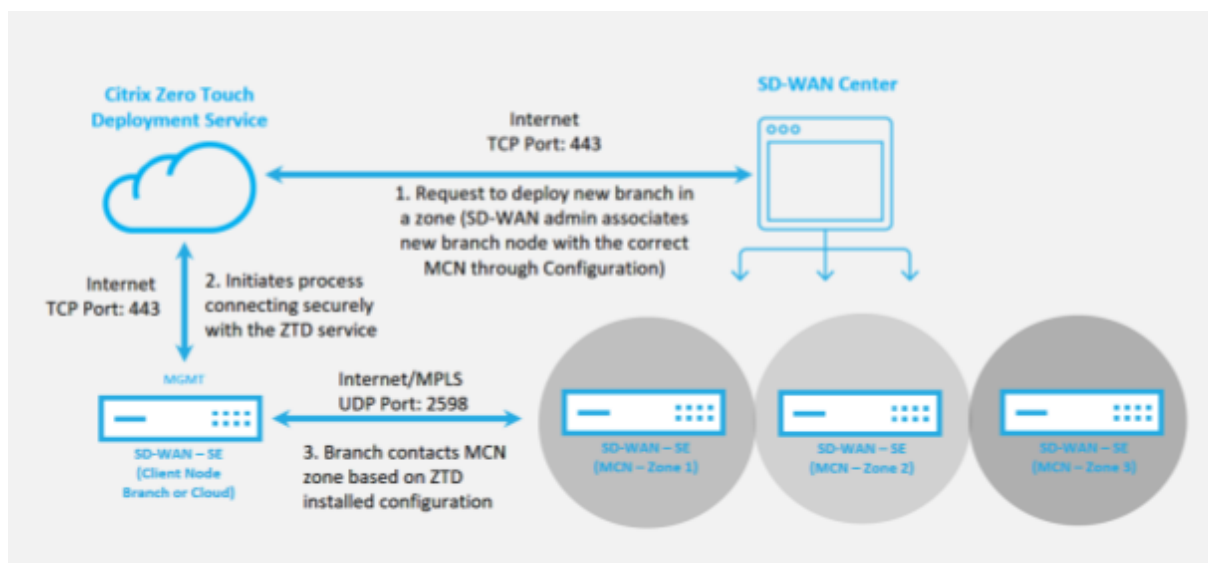 Citrix Zero Touch
Deployment Service
SD-WAN Center
Internet
TCP Port: 443
1. Request to deploy new branch in
a zone (SD-WAN admin associates
new branch node with the correct
MCN through Configuration)
Internet
TCP Port: 443
2. Initiates process
connecting securely
with the ZTD service
MGMT
SD-WAN – SE
(Client Node
Branch or Cloud)
Internet/MPLS
UDP Port: 2598
3. Branch contacts MCN
zone based on ZTD
installed configuration
SD-WAN – SE
(MCN – Zone 1)
SD-WAN – SE
(MCN – Zone 2)
SD-WAN – SE
(MCN – Zone 3)